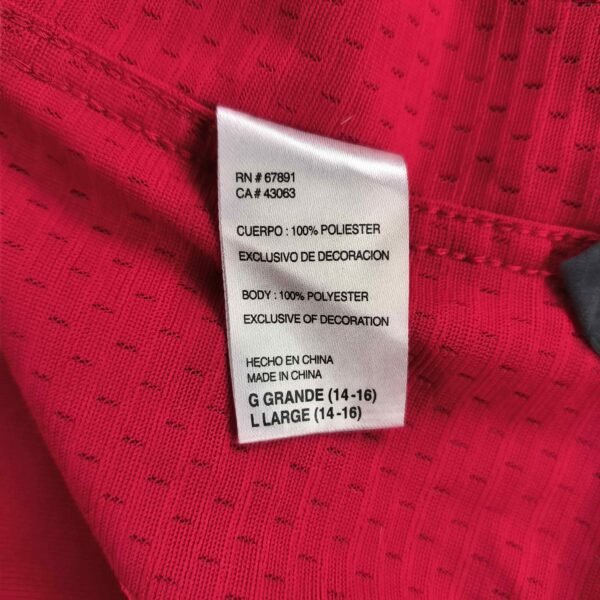 RN # 67891
CA # 43063
CUERPO : 100% POLIESTER
EXCLUSIVO DE DECORACION
BODY : 100% POLYESTER
EXCLUSIVE OF DECORATION
HECHO EN CHINA
MADE IN CHINA
G GRANDE (14-16)
L LARGE (14-16)